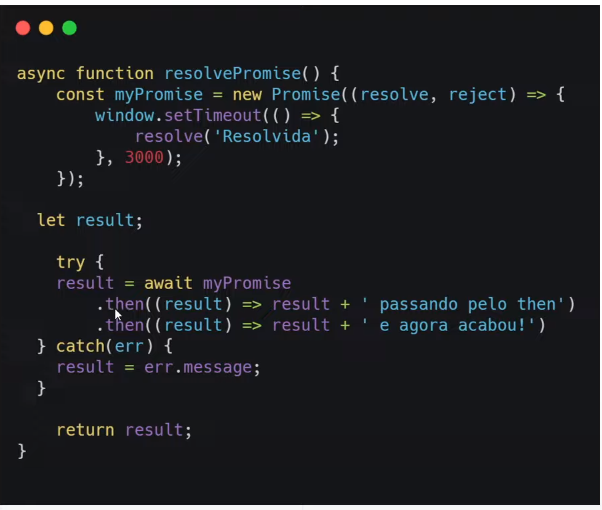 async function resolvePromise() {
const myPromise = new Promise((resolve, reject) => {
window.setTimeout(() => {
resolve('Resolvida');
}, 3000);
});
let result;
try {
result = await myPromise
.then((result) => result + ' passando pelo then')
.then((result) => result + ' e agora acabou!')
} catch(err) {
result = err.message;
}
return result;
}